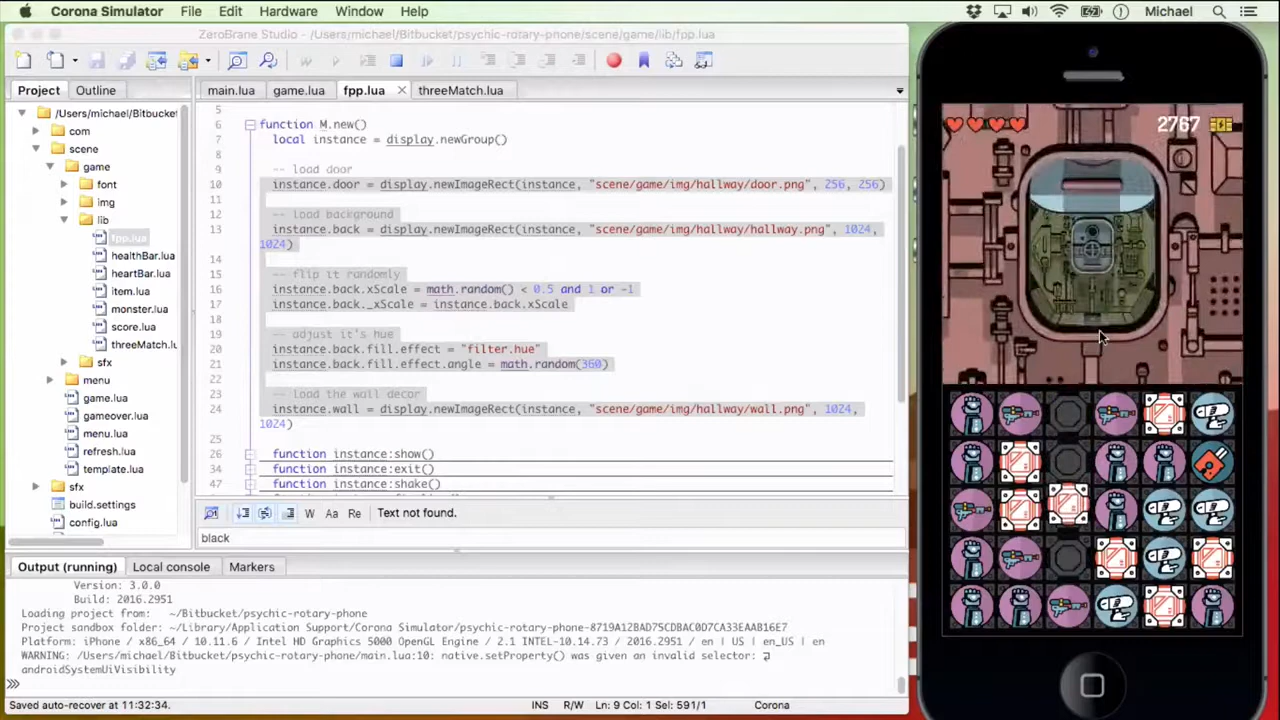 Corona Simulator File Edit Hardware Window Help Michael
ZeroBrane Studio - /Users/michael/Bitbucket/psychic-rotary-phone/scene/game/lib/fpp.lua
Project Outline
/Users/michael/Bitbucket
com
scene
game
font
img
lib
fpp.lua
healthBar.lua
heartBar.lua
item.lua
monster.lua
score.lua
threeMatch.lu
sfx
menu
game.lua
gameover.lua
menu.lua
refresh.lua
template.lua
sfx
build.settings
config.lua
main.lua game.lua fpp.lua threeMatch.lua
5
6 function M.new()
7 local instance = display.newGroup()
8
9 -- load door
10 instance.door = display.newImageRect(instance, "scene/game/img/hallway/door.png", 256, 256)
11
12 -- load background
13 instance.back = display.newImageRect(instance, "scene/game/img/hallway/hallway.png", 1024,
1024)
14
15 -- flip it randomly
16 instance.back.xScale = math.random() < 0.5 and 1 or -1
17 instance.back._xScale = instance.back.xScale
18
19 -- adjust it's hue
20 instance.back.fill.effect = "filter.hue"
21 instance.back.fill.effect.angle = math.random(360)
22
23 -- load the wall decor
24 instance.wall = display.newImageRect(instance, "scene/game/img/hallway/wall.png", 1024,
1024)
25
26 function instance:show()
34 function instance:exit()
47 function instance:shake()
W Aa Re Text not found.
black
Output (running) Local console Markers
Version: 3.0.0
Build: 2016.2951
Loading project from: ~/Bitbucket/psychic-rotary-phone
Project sandbox folder: ~/Library/Application Support/Corona Simulator/psychic-rotary-phone-8719A12BAD75CDBAC0D7CA33AE6B16E7
Platform: iPhone / x86_64 / 10.11.6 / Intel HD Graphics 5000 OpenGL Engine / 2.1 INTEL-10.14.73 / 2016.2951 / en | US | en_US | en
WARNING: /Users/michael/Bitbucket/psychic-rotary-phone/main.lua:10: native.setProperty() was given an invalid selector:
androidSystemUiVisibility
Saved auto-recover at 11:32:34. INS R/W Ln: 9 Col: 1 Sel: 591/1 Corona
2767